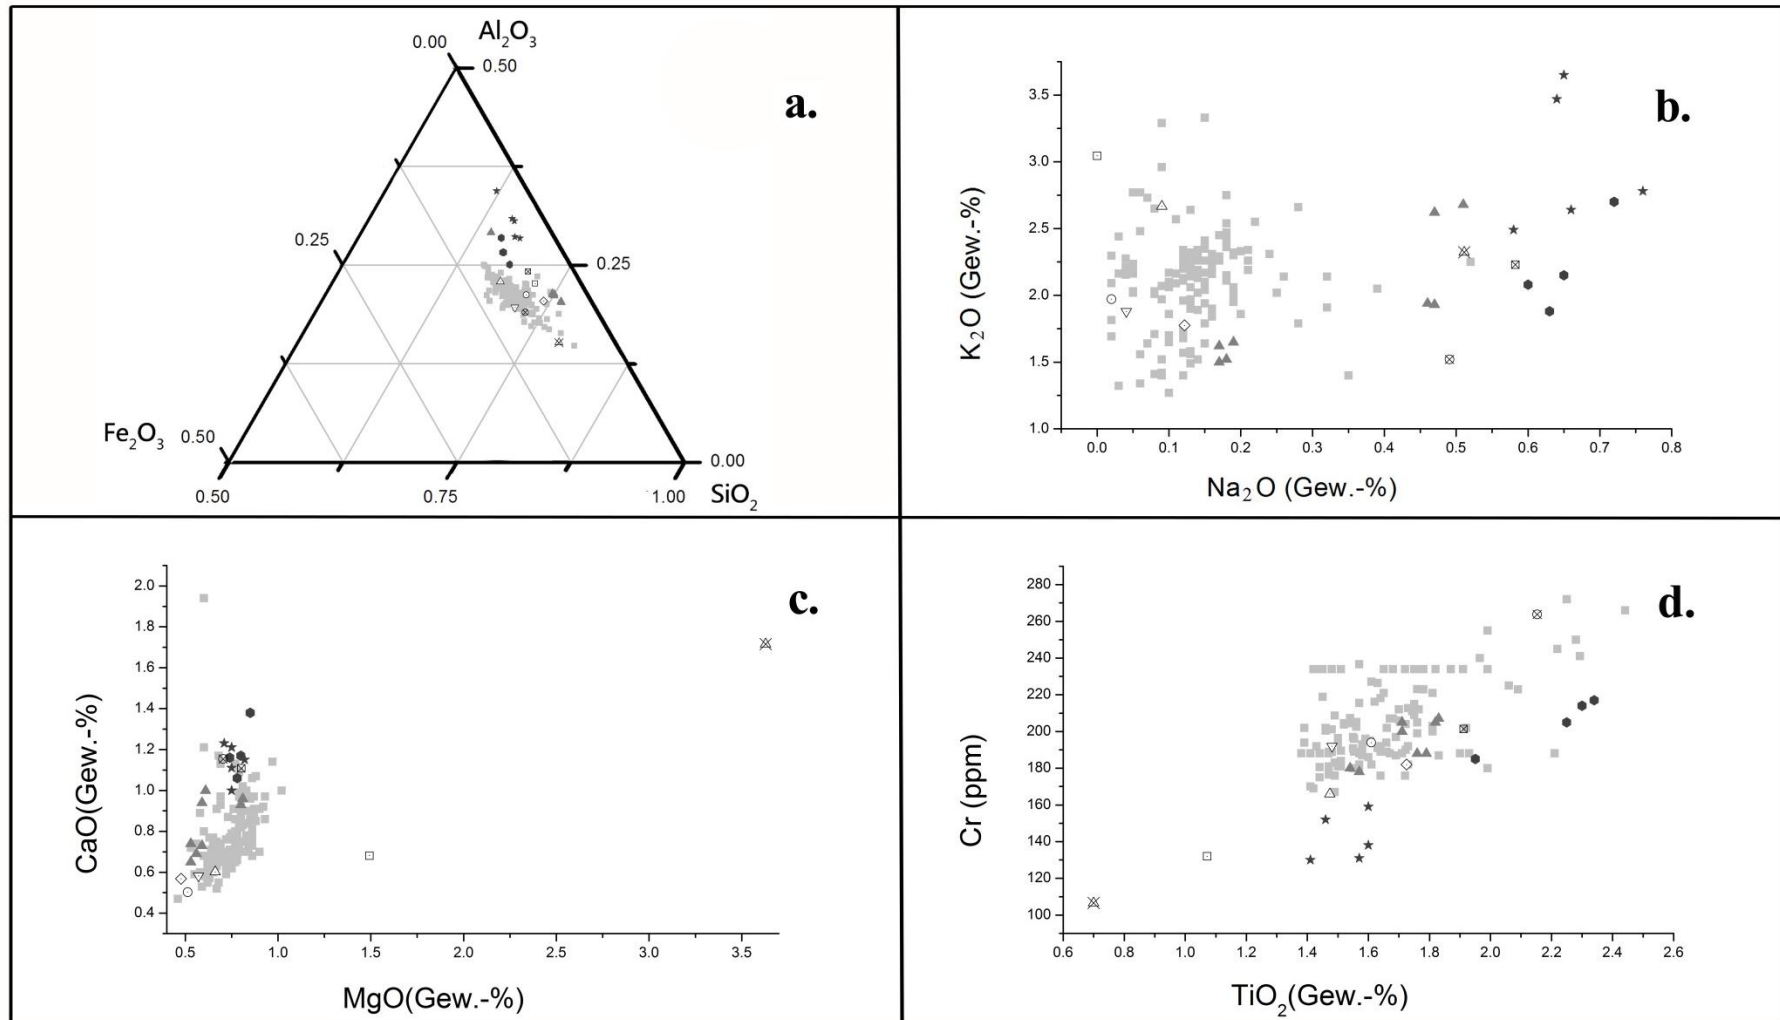 a.
Al₂O₃
0.00
0.50
0.25
0.25
Fe₂O₃
0.50
0.00
0.50
0.75
1.00
SiO₂
b.
K₂O (Gew.-%)
3.5
3.0
2.5
2.0
1.5
1.0
0.0 0.1 0.2 0.3 0.4 0.5 0.6 0.7 0.8
Na₂O (Gew.-%)
c.
CaO(Gew.-%)
2.0
1.8
1.6
1.4
1.2
1.0
0.8
0.6
0.4
0.5 1.0 1.5 2.0 2.5 3.0 3.5
MgO(Gew.-%)
d.
Cr (ppm)
280
260
240
220
200
180
160
140
120
100
0.6 0.8 1.0 1.2 1.4 1.6 1.8 2.0 2.2 2.4 2.6
TiO₂(Gew.-%)